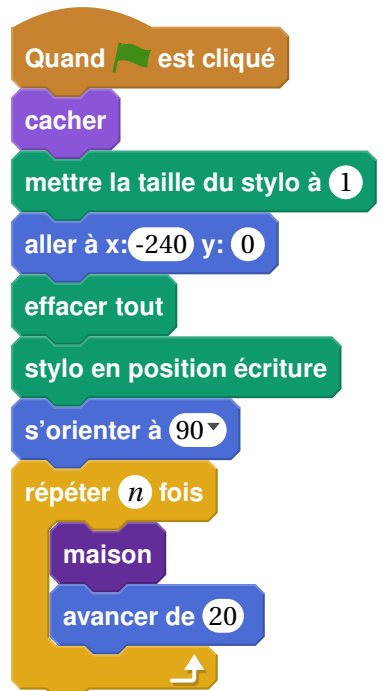 Quand est cliqué
cacher
mettre la taille du stylo à 1
aller à x: -240 y: 0
effacer tout
stylo en position écriture
s'orienter à 90
répéter n fois
maison
avancer de 20